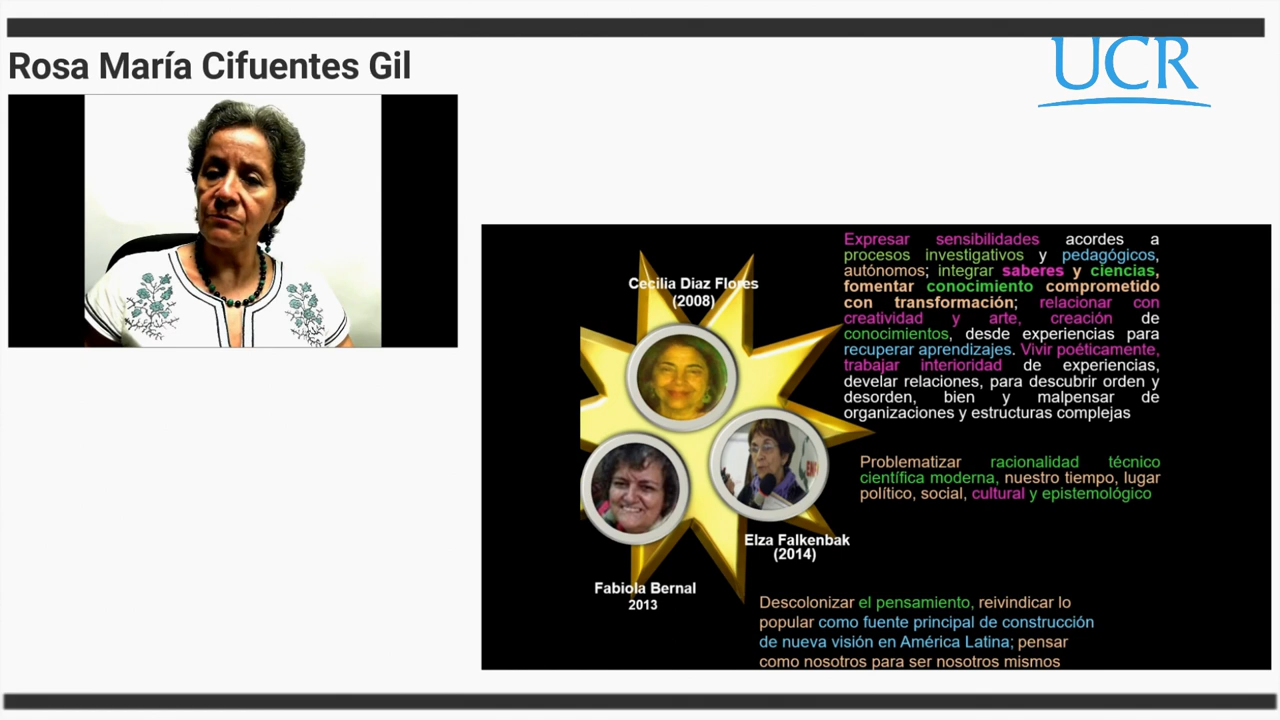 Rosa María Cifuentes Gil
UCR
Cecilia Diaz Flores
(2008)
Expresar sensibilidades acordes a
procesos investigativos y pedagógicos,
autónomos; integrar saberes y ciencias,
fomentar conocimiento comprometido
con transformación; relacionar con
creatividad y arte, creación de
conocimientos, desde experiencias para
recuperar aprendizajes. Vivir poéticamente,
trabajar interioridad de experiencias,
develar relaciones, para descubrir orden y
desorden, bien y malpensar de
organizaciones y estructuras complejas
Problematizar racionalidad técnico
científica moderna, nuestro tiempo, lugar
político, social, cultural y epistemológico
Elza Falkenbak
(2014)
Fabiola Bernal
2013
Descolonizar el pensamiento, reivindicar lo
popular como fuente principal de construcción
de nueva visión en América Latina; pensar
como nosotros para ser nosotros mismos